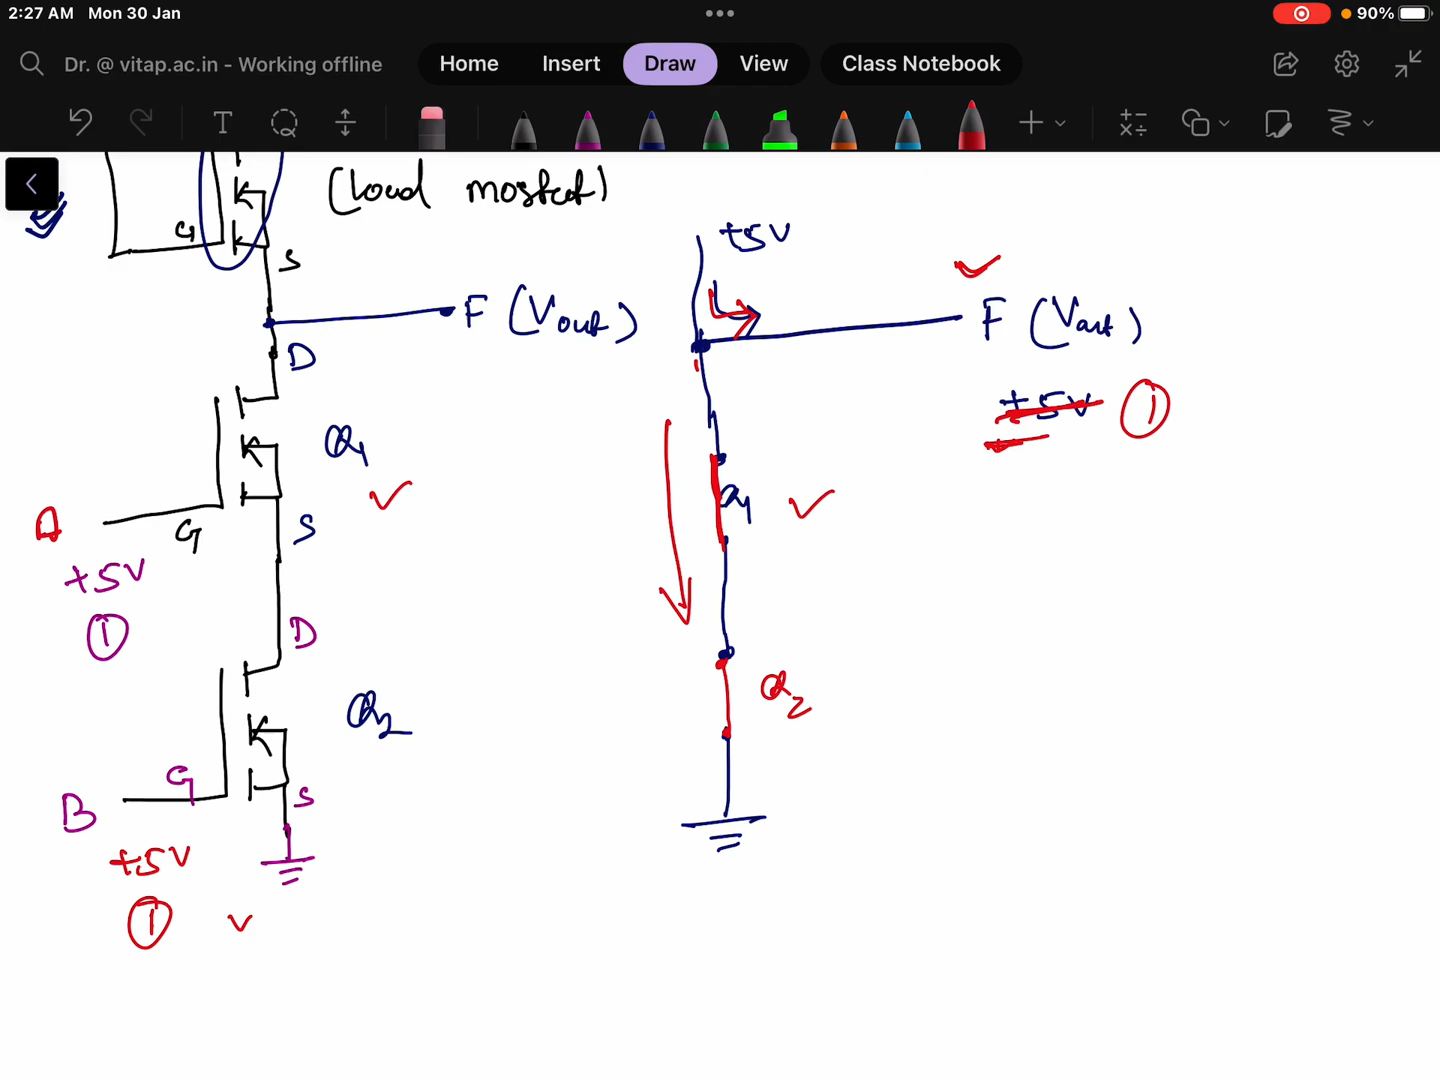 2:27 AM Mon 30 Jan
90%
Dr. @ vitap.ac.in - Working offline
Home Insert Draw View Class Notebook
T
(Load mosfet)
G
S
+5V
F (Vout)
F (Vout)
D
+5V 1
Q1
Q1
A
G
S
+5V
1
D
Q2
Q2
G
B
S
+5V
1